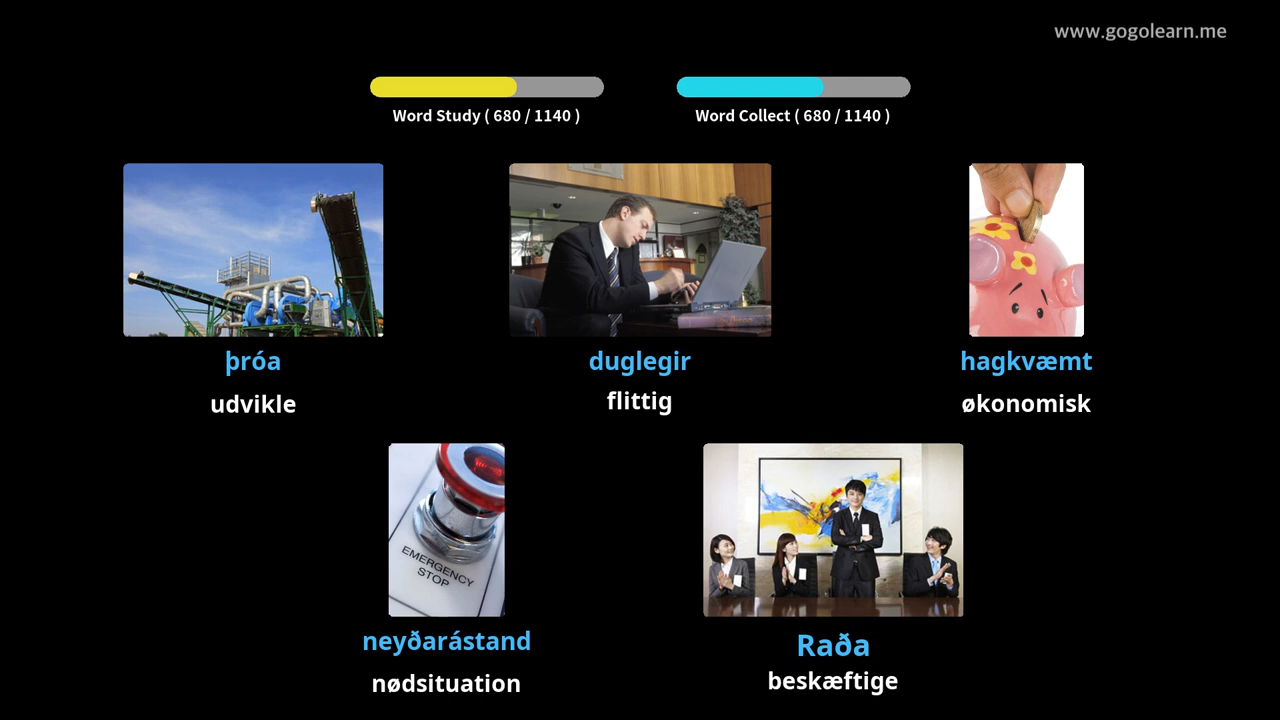 www.gogolearn.me
Word Study ( 680 / 1140 )
Word Collect ( 680 / 1140 )
þróa
duglegir
hagkvæmt
udvikle
flittig
økonomisk
EMERGENCY
STOP
neyðarástand
Raða
nødsituation
beskæftige